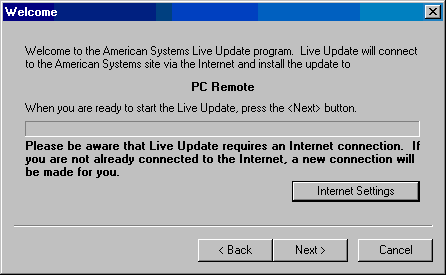 Welcome
Welcome to the American Systems Live Update program.  Live Update will connect
to the American Systems site via the Internet and install the update to
PC Remote
When you are ready to start the Live Update, press the <Next> button.
Please be aware that Live Update requires an Internet connection.  If
you are not already connected to the Internet, a new connection will
be made for you.
Internet Settings
< Back
Next >
Cancel